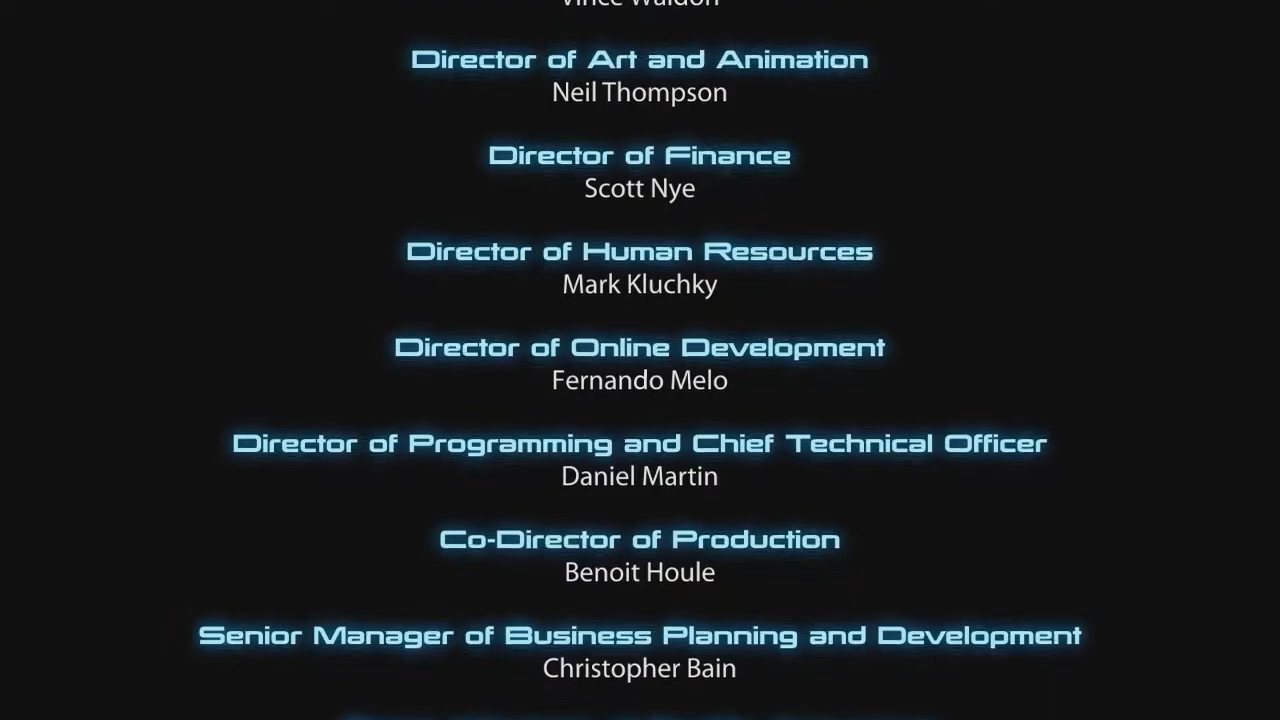 Vince Waldon
Director of Art and Animation
Neil Thompson
Director of Finance
Scott Nye
Director of Human Resources
Mark Kluchky
Director of Online Development
Fernando Melo
Director of Programming and Chief Technical Officer
Daniel Martin
Co-Director of Production
Benoit Houle
Senior Manager of Business Planning and Development
Christopher Bain